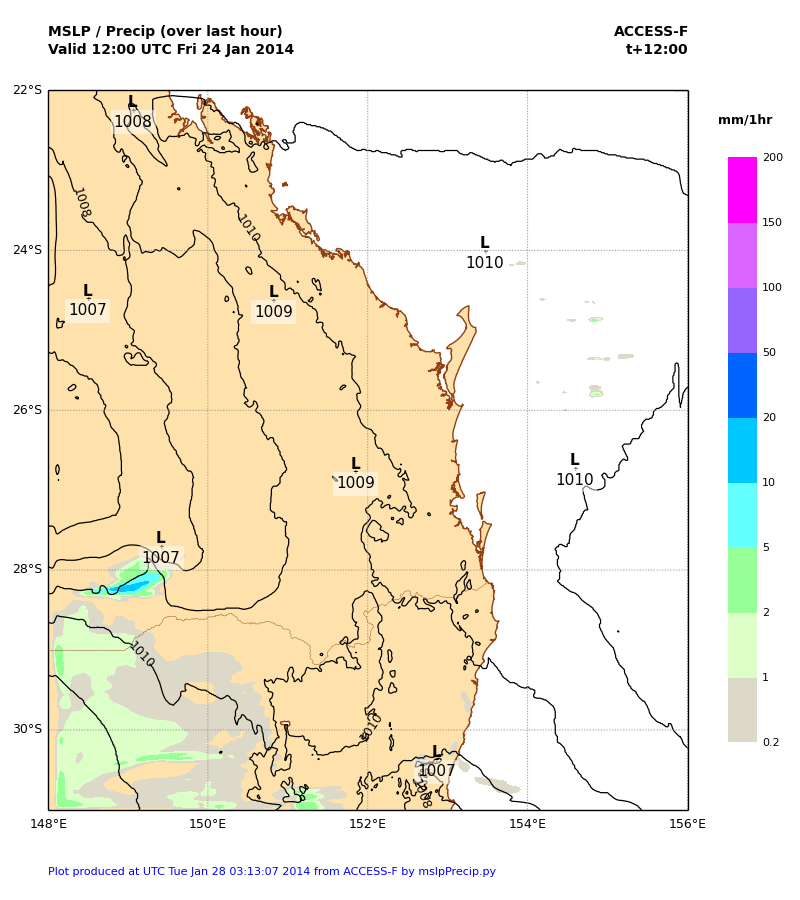 MSLP / Precip (over last hour) ACCESS-F
Valid 12:00 UTC Fri 24 Jan 2014 t+12:00
22°S
mm/1hr
L
1008
200
1008
1010
150
L
1010
24°S
100
L
1007
L
1009
50
26°S
20
L
1009
L
1010
10
L
1007
5
28°S
2
1010
1
1010
30°S
0.2
L
1007
1008
148°E 150°E 152°E 154°E 156°E
Plot produced at UTC Tue Jan 28 03:13:07 2014 from ACCESS-F by mslpPrecip.py